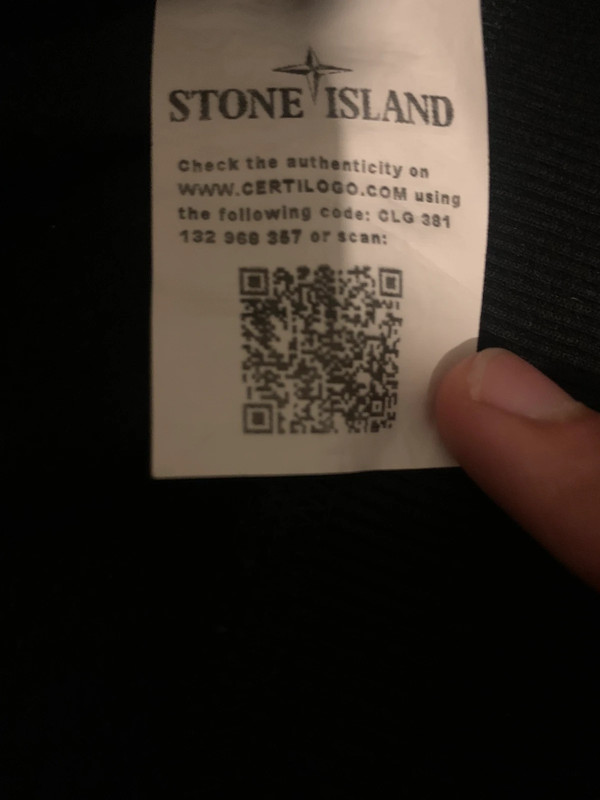 STONE ISLAND
Check the authenticity on
WWW.CERTILOGO.COM using
the following code: CLG 381
132 968 357 or scan: